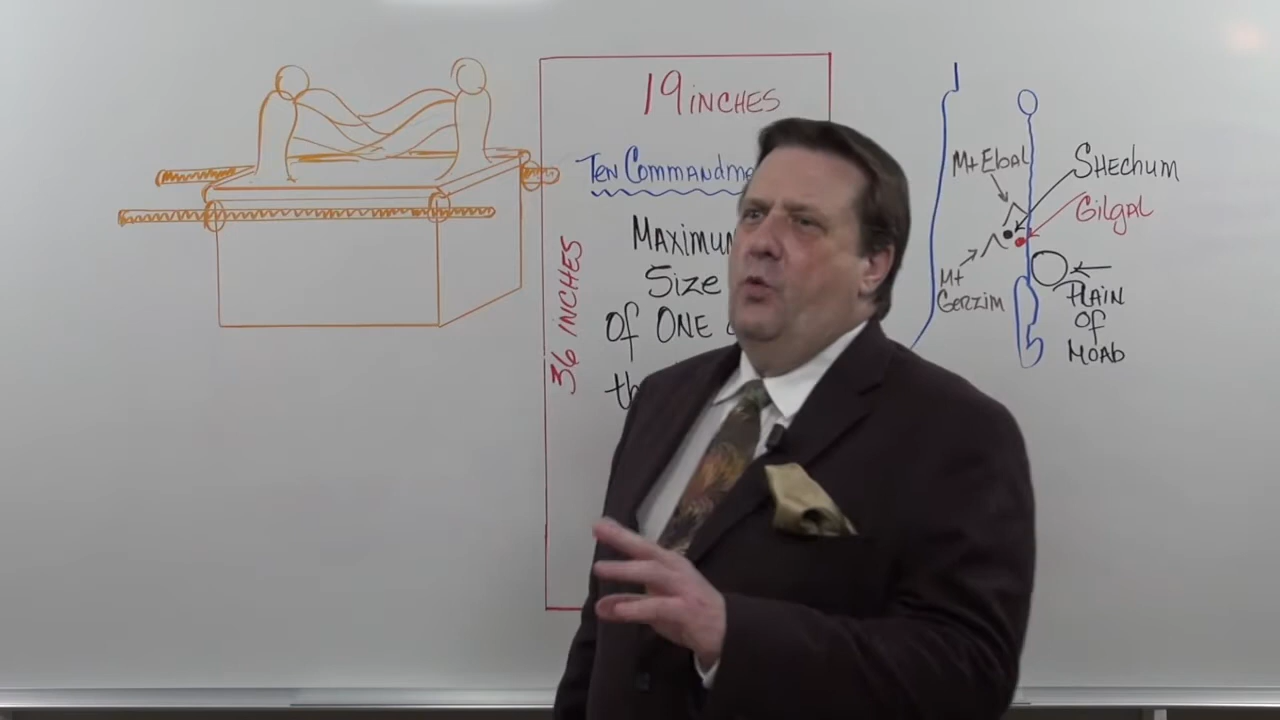 19 INCHES
TEN COMMANDME
MAXIMU
SIZE
Of ONE
th
36 INCHES
Mt Ebal
SHechum
Gilgal
Mt
Gerzim
PLAIN
of
MOAb